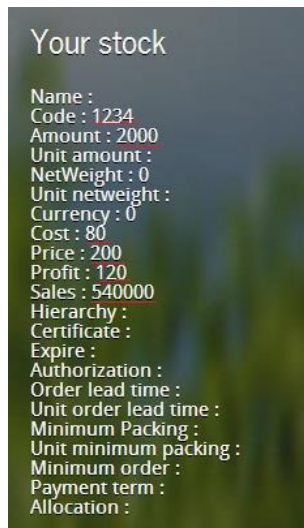 Your stock
Name :
Code : 1234
Amount : 2000
Unit amount :
NetWeight : 0
Unit netweight :
Currency : 0
Cost : 80
Price : 200
Profit : 120
Sales : 540000
Hierarchy :
Certificate :
Expire :
Authorization :
Order lead time :
Unit order lead time :
Minimum Packing :
Unit minimum packing :
Minimum order :
Payment term :
Allocation :